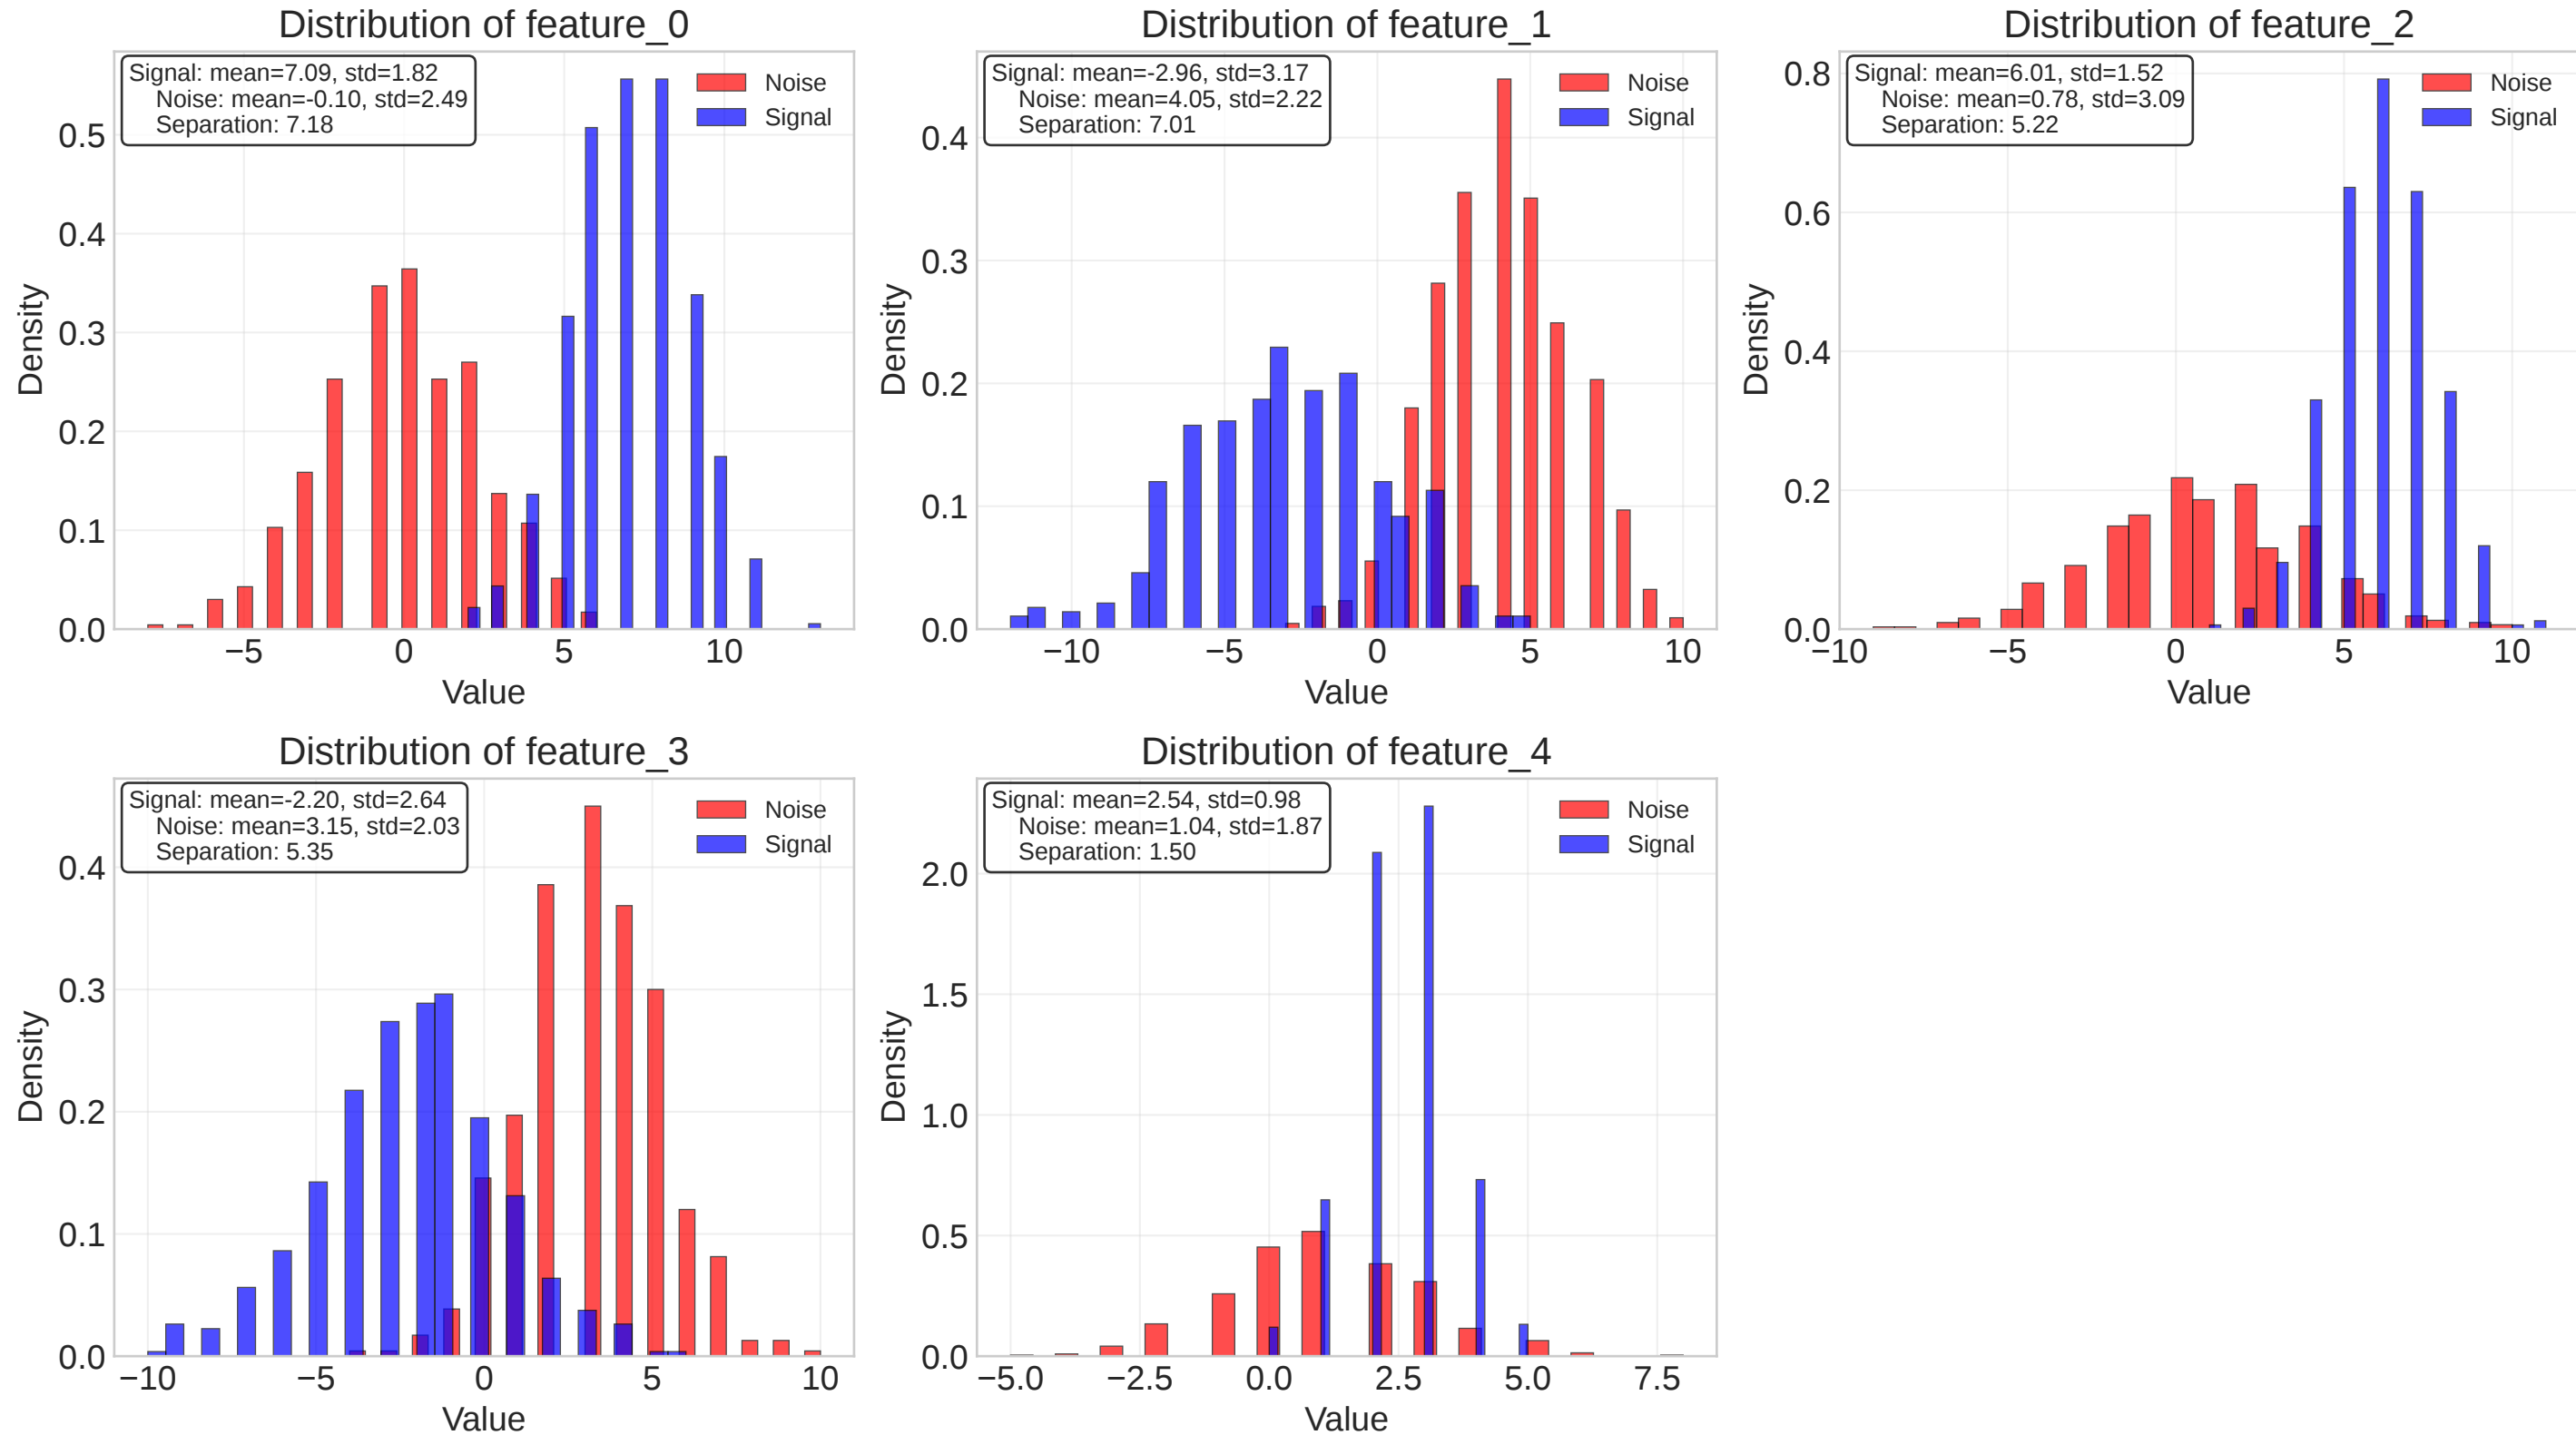 Distribution of feature_0
Signal: mean=7.09, std=1.82
Noise: mean=-0.10, std=2.49
Separation: 7.18
Noise
Signal
Density
0.5
0.4
0.3
0.2
0.1
0.0
−5
0
5
10
Value
Distribution of feature_1
Signal: mean=-2.96, std=3.17
Noise: mean=4.05, std=2.22
Separation: 7.01
Noise
Signal
Density
0.4
0.3
0.2
0.1
0.0
−10
−5
0
5
10
Value
Distribution of feature_2
Signal: mean=6.01, std=1.52
Noise: mean=0.78, std=3.09
Separation: 5.22
Noise
Signal
Density
0.8
0.6
0.4
0.2
0.0
−10
−5
0
5
10
Value
Distribution of feature_3
Signal: mean=-2.20, std=2.64
Noise: mean=3.15, std=2.03
Separation: 5.35
Noise
Signal
Density
0.4
0.3
0.2
0.1
0.0
−10
−5
0
5
10
Value
Distribution of feature_4
Signal: mean=2.54, std=0.98
Noise: mean=1.04, std=1.87
Separation: 1.50
Noise
Signal
Density
2.0
1.5
1.0
0.5
0.0
−5.0
−2.5
0.0
2.5
5.0
7.5
Value